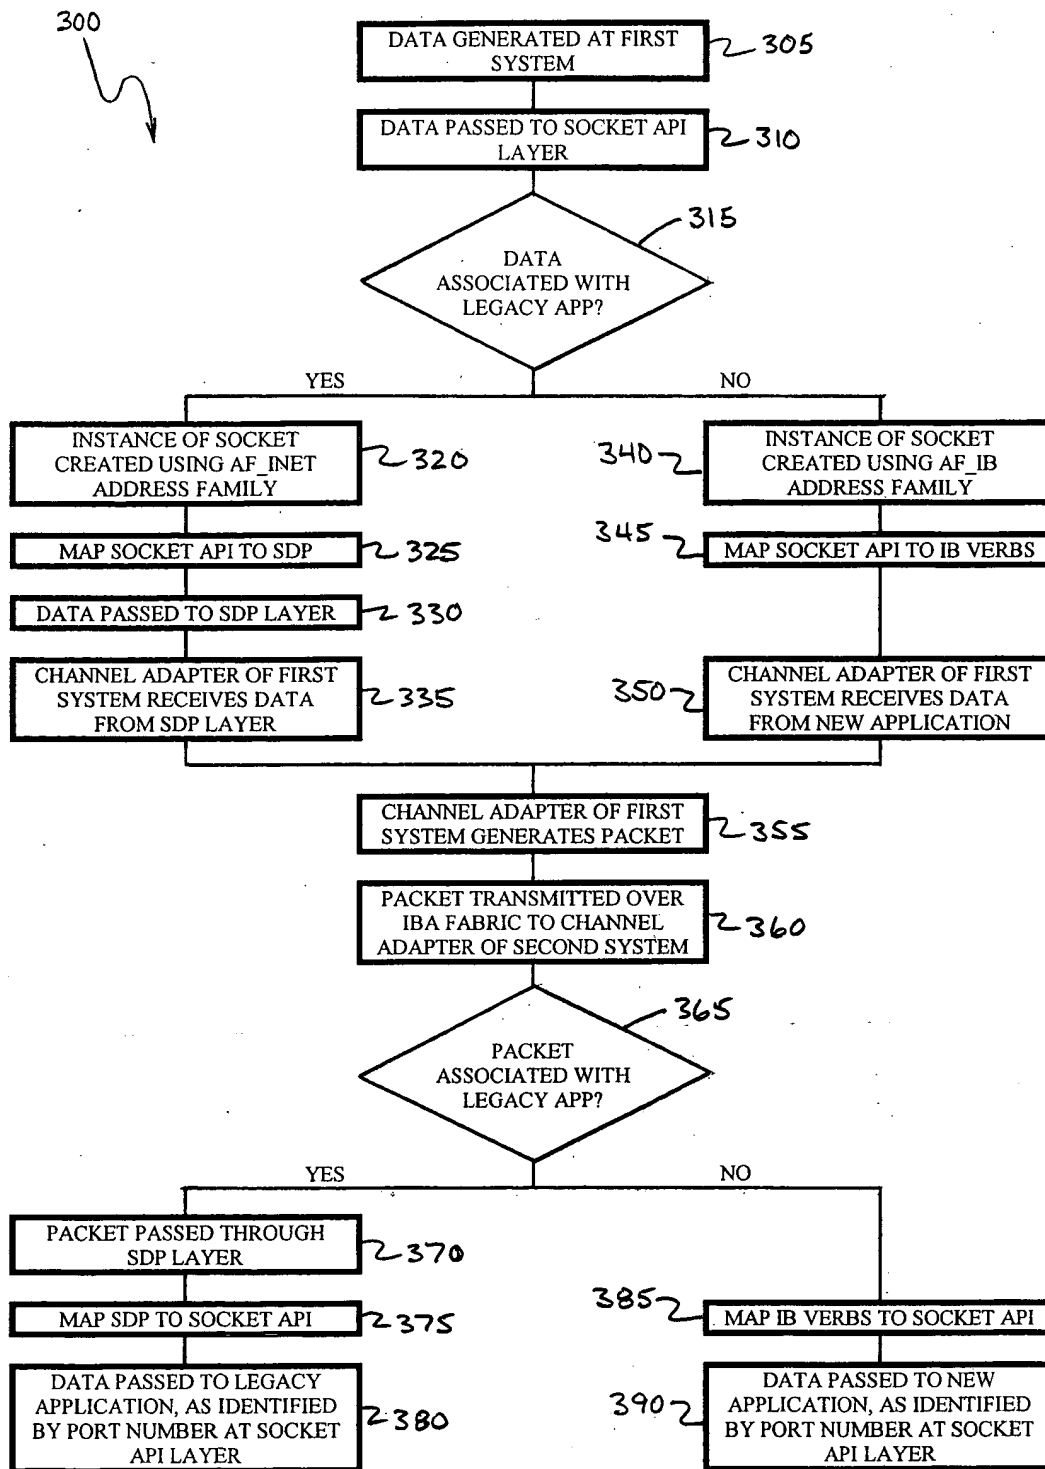 300
DATA GENERATED AT FIRST
SYSTEM
305
DATA PASSED TO SOCKET API
LAYER
310
315
DATA
ASSOCIATED WITH
LEGACY APP?
YES
NO
INSTANCE OF SOCKET
CREATED USING AF_INET
ADDRESS FAMILY
320
340
INSTANCE OF SOCKET
CREATED USING AF_IB
ADDRESS FAMILY
MAP SOCKET API TO SDP
325
345
MAP SOCKET API TO IB VERBS
DATA PASSED TO SDP LAYER
330
CHANNEL ADAPTER OF FIRST
SYSTEM RECEIVES DATA
FROM SDP LAYER
335
350
CHANNEL ADAPTER OF FIRST
SYSTEM RECEIVES DATA
FROM NEW APPLICATION
CHANNEL ADAPTER OF FIRST
SYSTEM GENERATES PACKET
355
PACKET TRANSMITTED OVER
IBA FABRIC TO CHANNEL
ADAPTER OF SECOND SYSTEM
360
365
PACKET
ASSOCIATED WITH
LEGACY APP?
YES
NO
PACKET PASSED THROUGH
SDP LAYER
370
MAP SDP TO SOCKET API
375
385
MAP IB VERBS TO SOCKET API
DATA PASSED TO LEGACY
APPLICATION, AS IDENTIFIED
BY PORT NUMBER AT SOCKET
API LAYER
380
390
DATA PASSED TO NEW
APPLICATION, AS IDENTIFIED
BY PORT NUMBER AT SOCKET
API LAYER